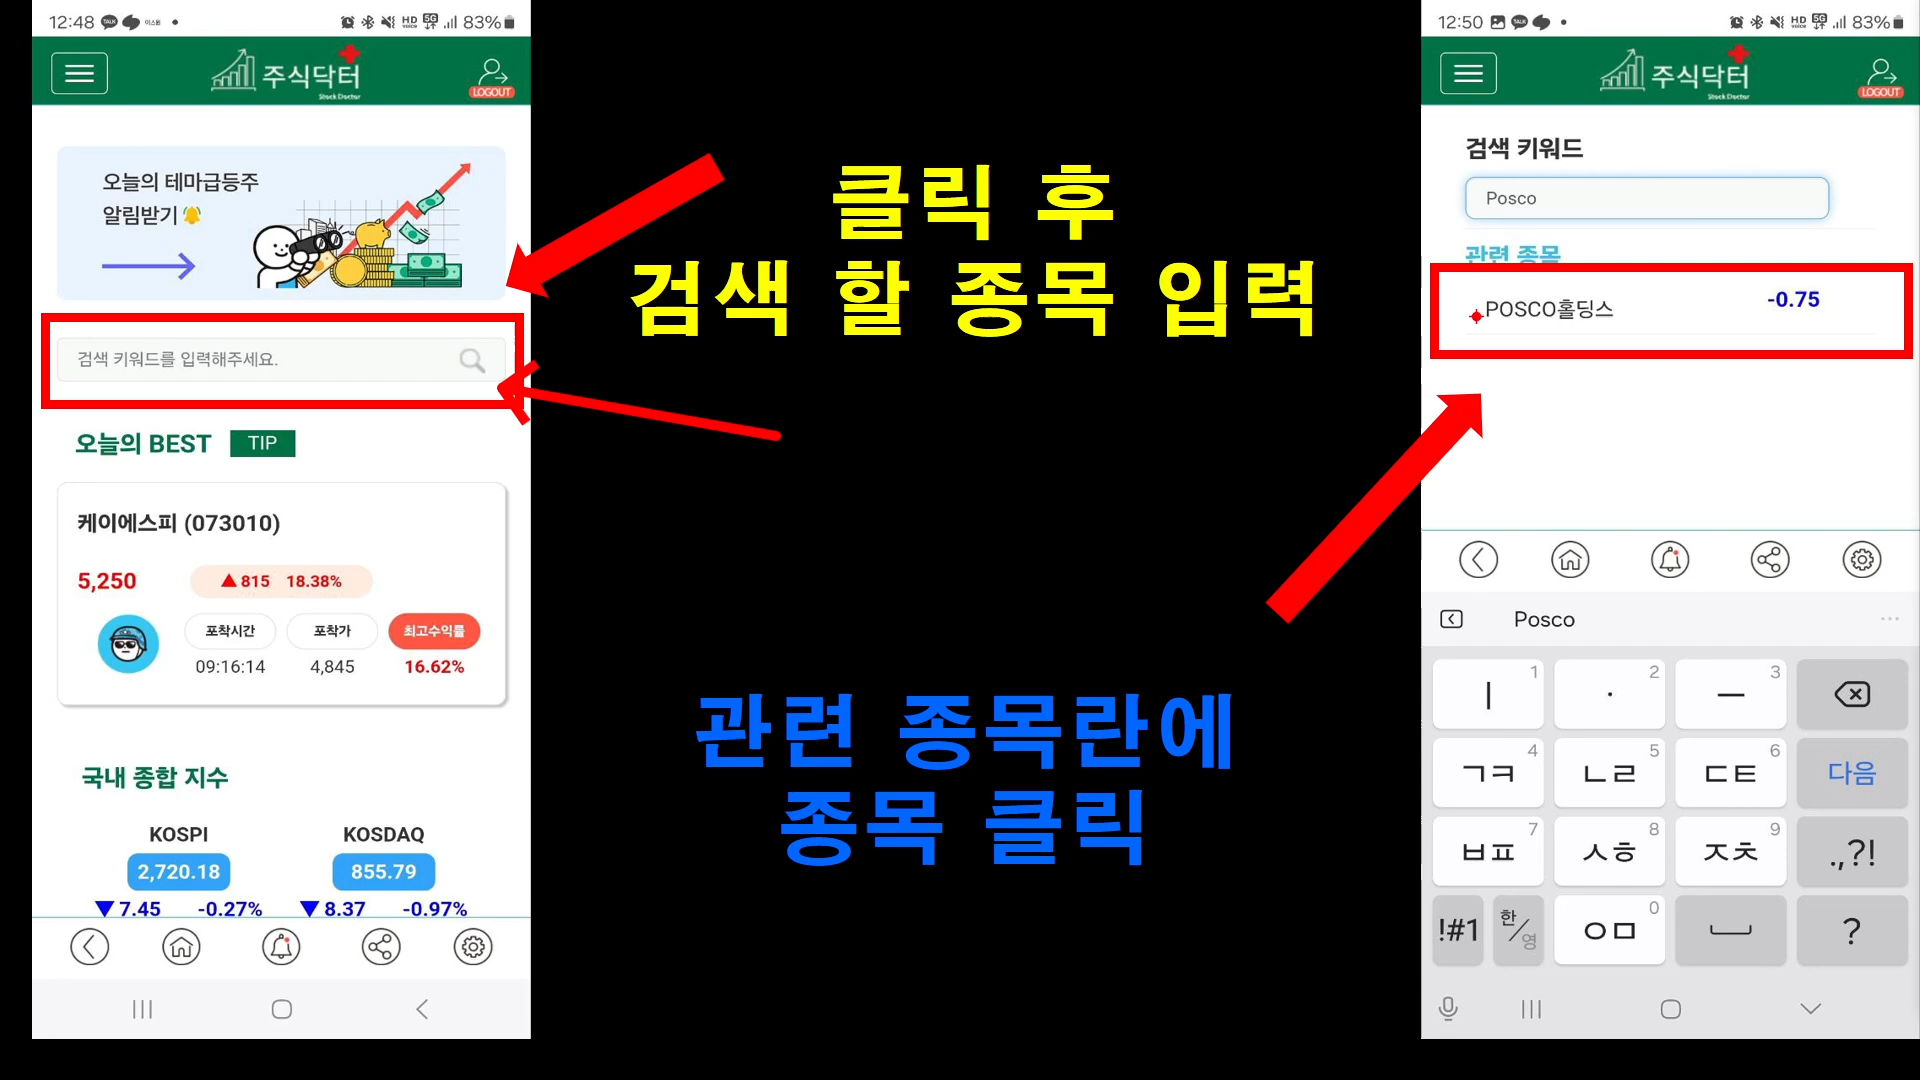 12:48
HD
5G
83%
주식닥터
Stock Doctor
LOGOUT
오늘의 테마급등주
알림받기
검색 키워드를 입력해주세요.
오늘의 BEST TIP
케이에스피 (073010)
5,250 ▲815 18.38%
포착시간 포착가 최고수익률
09:16:14 4,845 16.62%
국내 종합 지수
KOSPI KOSDAQ
2,720.18 855.79
▼7.45 -0.27% ▼8.37 -0.97%
클릭 후
검색 할 종목 입력
관련 종목란에
종목 클릭
12:50
HD
5G
83%
주식닥터
Stock Doctor
LOGOUT
검색 키워드
Posco
관련 종목
POSCO홀딩스 -0.75
Posco
ㅣ 1 · 2 ㅡ 3
ㄱㅋ 4 ㄴㄹ 5 ㄷㅌ 6 다음
ㅂㅍ 7 ㅅㅎ 8 ㅈㅊ 9 .,?!
!#1 한/영 ㅇㅁ 0 ?